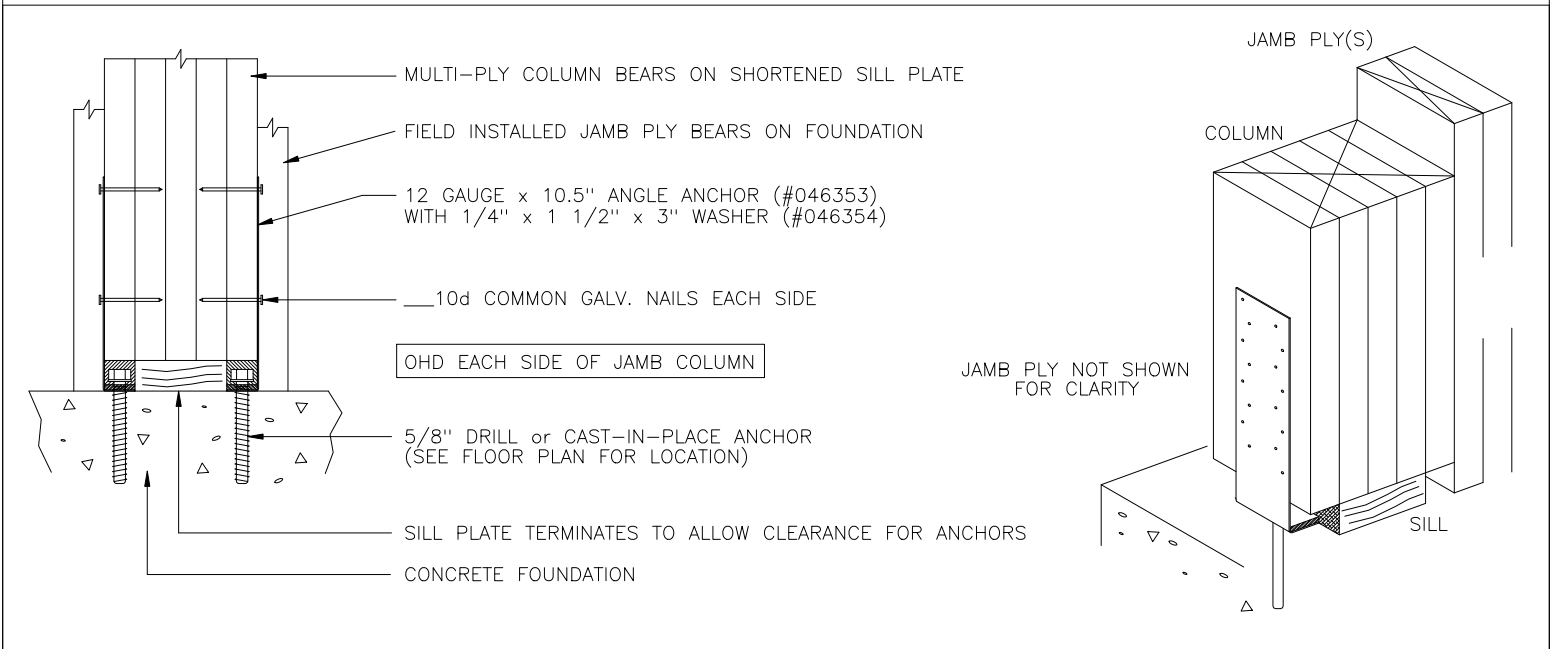 MULTI-PLY COLUMN BEARS ON SHORTENED SILL PLATE
FIELD INSTALLED JAMB PLY BEARS ON FOUNDATION
12 GAUGE x 10.5" ANGLE ANCHOR (#046353)
WITH 1/4" x 1 1/2" x 3" WASHER (#046354)
___10d COMMON GALV. NAILS EACH SIDE
OHD EACH SIDE OF JAMB COLUMN
5/8" DRILL or CAST-IN-PLACE ANCHOR
(SEE FLOOR PLAN FOR LOCATION)
SILL PLATE TERMINATES TO ALLOW CLEARANCE FOR ANCHORS
CONCRETE FOUNDATION
JAMB PLY(S)
COLUMN
JAMB PLY NOT SHOWN
FOR CLARITY
SILL